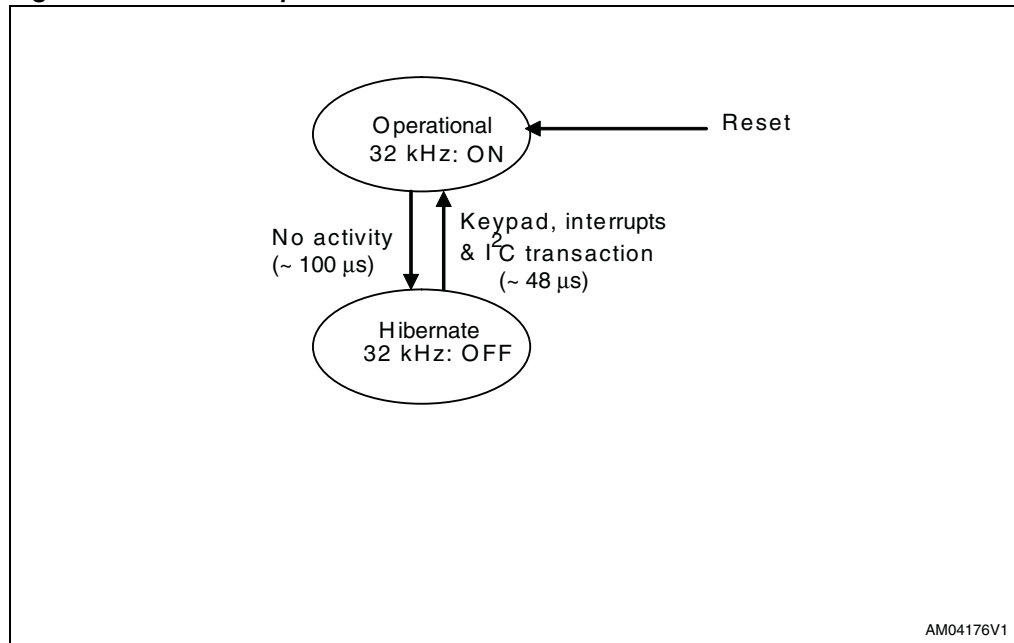 Operational
32 kHz: ON
Reset
No activity
(~ 100 μs)
Keypad, interrupts
& I2C transaction
(~ 48 μs)
Hibernate
32 kHz: OFF
AM04176V1